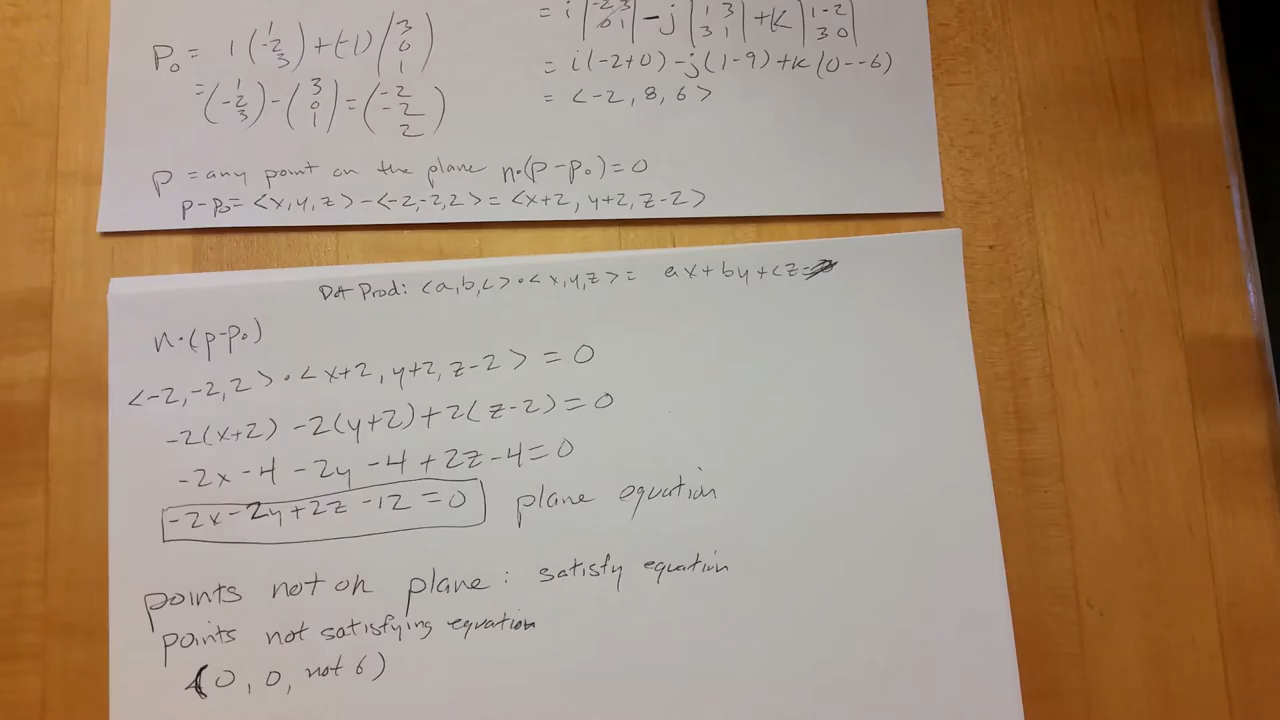 P₀ = 1 (1 -2 3) + (-1) (3 0 1)
= (1 -2 3) - (3 0 1) = (-2 -2 2)
= i |-2 3 0 1| - j |1 3 3 1| + k |1 -2 3 0|
= i(-2+0) - j(1-9) + k(0--6)
= <-2, 8, 6>
p = any point on the plane n·(p-p₀)=0
p-p₀ = <x,y,z> - <-2,-2,2> = <x+2, y+2, z-2>
Dot Prod: <a,b,c> · <x,y,z> = ax+by+cz
n·(p-p₀)
<-2,-2,2> · <x+2, y+2, z-2> = 0
-2(x+2) -2(y+2) + 2(z-2) = 0
-2x -4 -2y -4 +2z -4 = 0
-2x -2y +2z -12 = 0 plane equation
points not on plane: satisfy equation
points not satisfying equation
(0, 0, not 6)